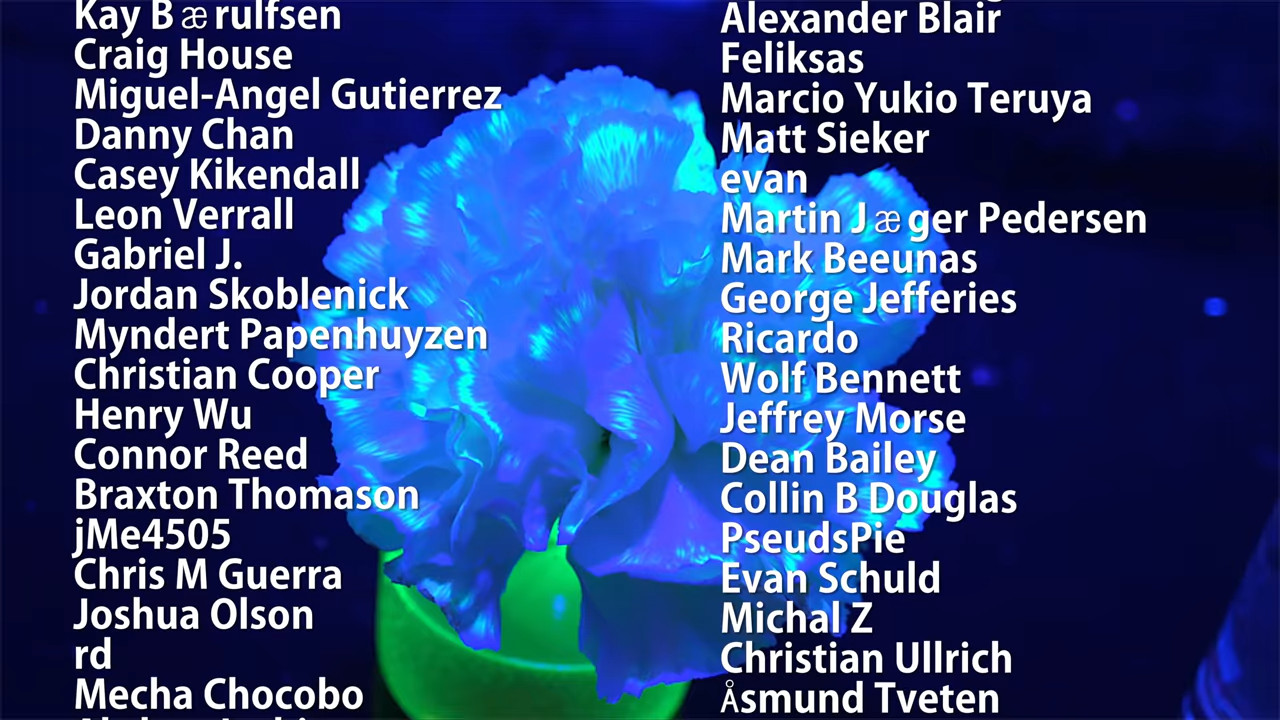 Kay Bærulfsen
Craig House
Miguel-Angel Gutierrez
Danny Chan
Casey Kikendall
Leon Verrall
Gabriel J.
Jordan Skoblenick
Myndert Papenhuyzen
Christian Cooper
Henry Wu
Connor Reed
Braxton Thomason
jMe4505
Chris M Guerra
Joshua Olson
rd
Mecha Chocobo
Alexander Blair
Feliksas
Marcio Yukio Teruya
Matt Sieker
evan
Martin Jæger Pedersen
Mark Beeunas
George Jefferies
Ricardo
Wolf Bennett
Jeffrey Morse
Dean Bailey
Collin B Douglas
PseudsPie
Evan Schuld
Michal Z
Christian Ullrich
Åsmund Tveten